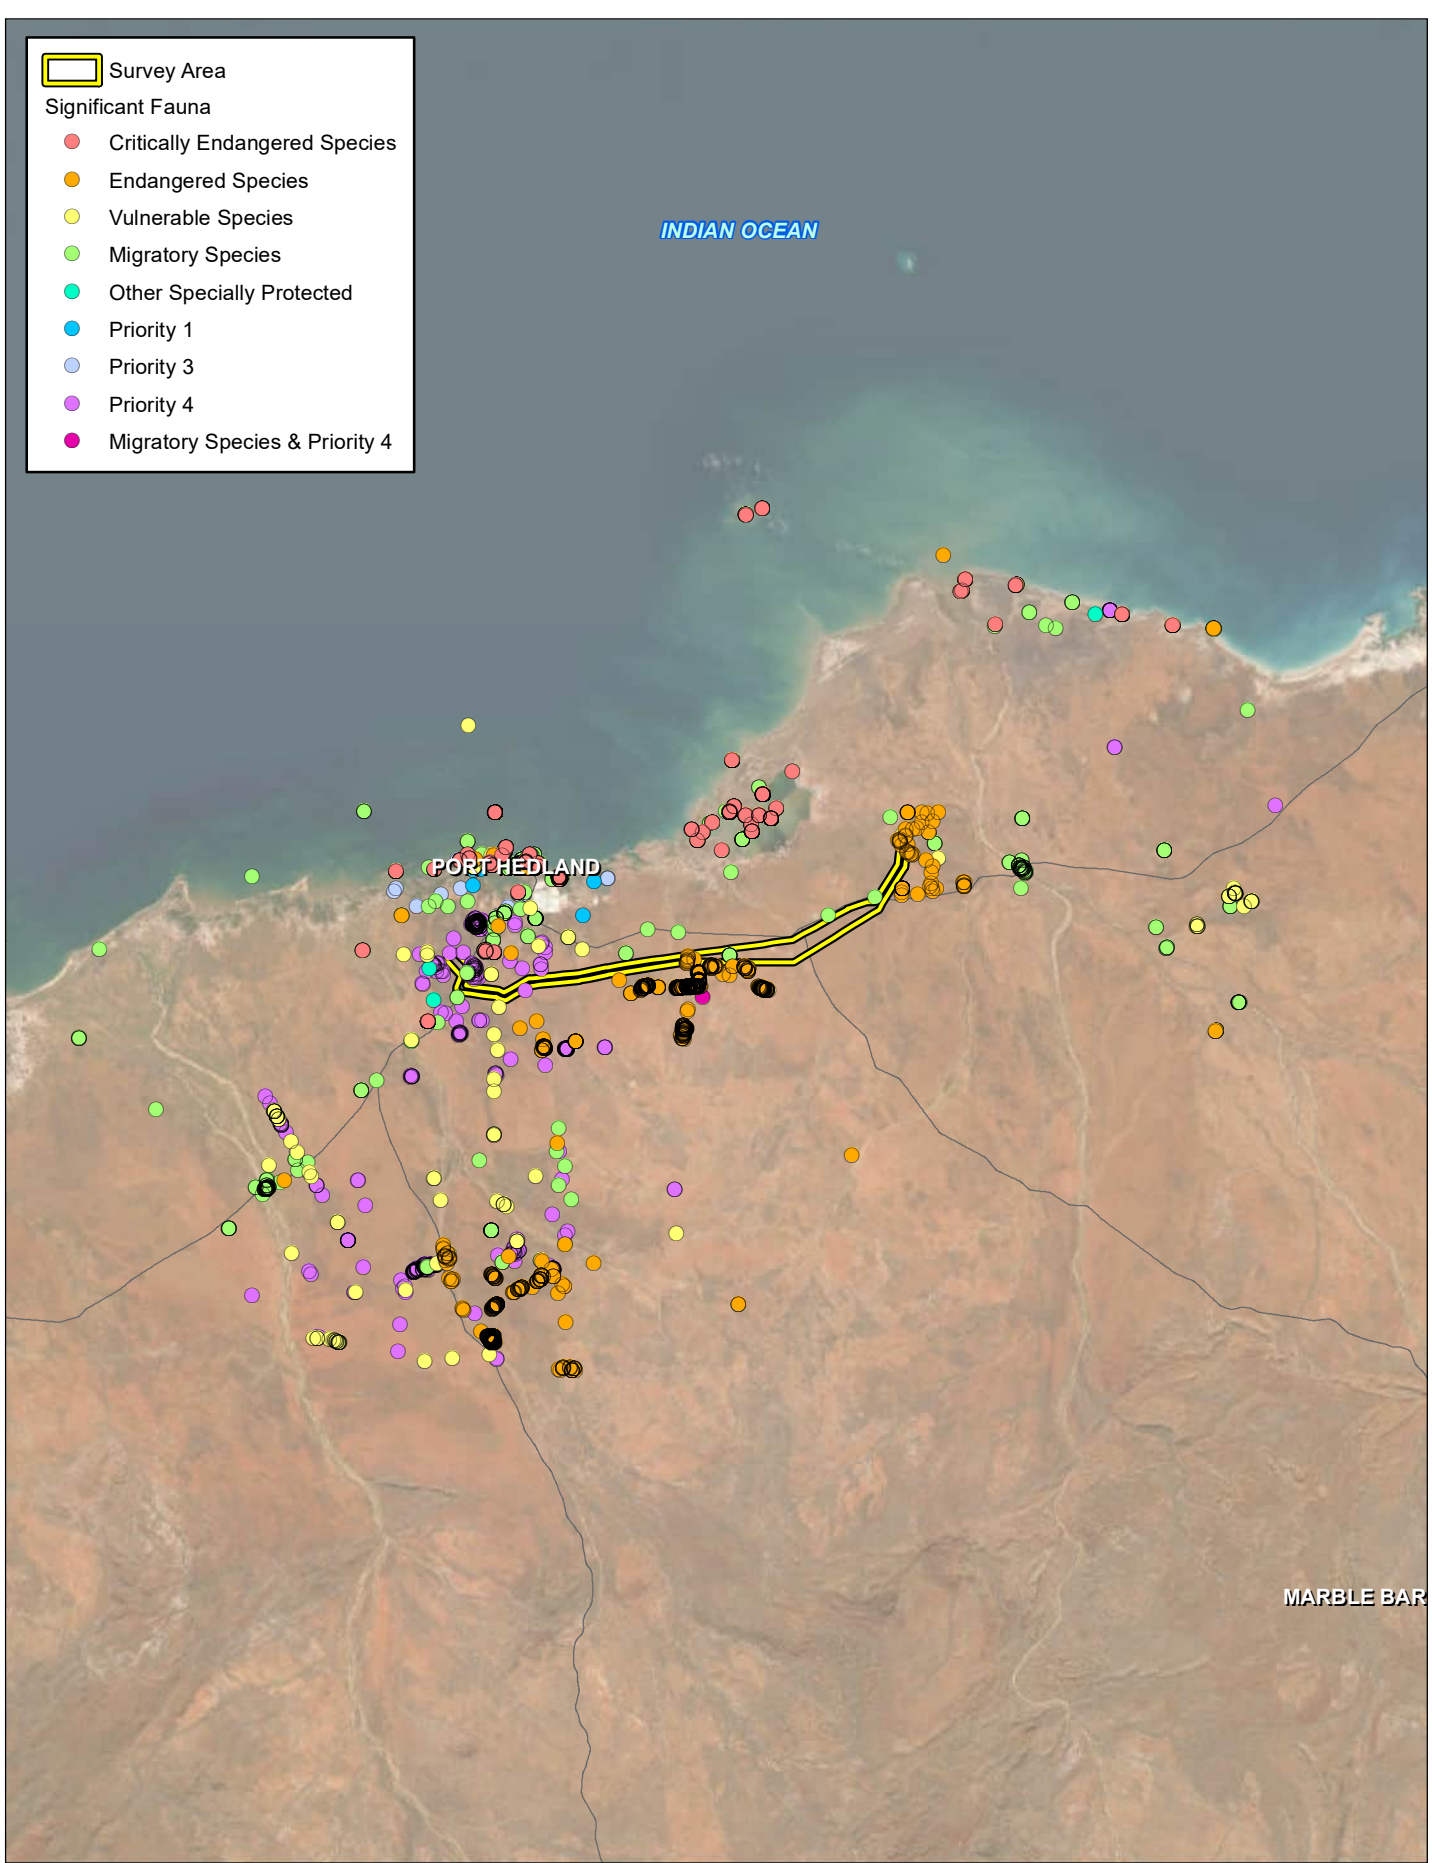 Survey Area
Significant Fauna
Critically Endangered Species
Endangered Species
Vulnerable Species
Migratory Species
Other Specially Protected
Priority 1
Priority 3
Priority 4
Migratory Species & Priority 4
INDIAN OCEAN
PORT HEDLAND
MARBLE BAR